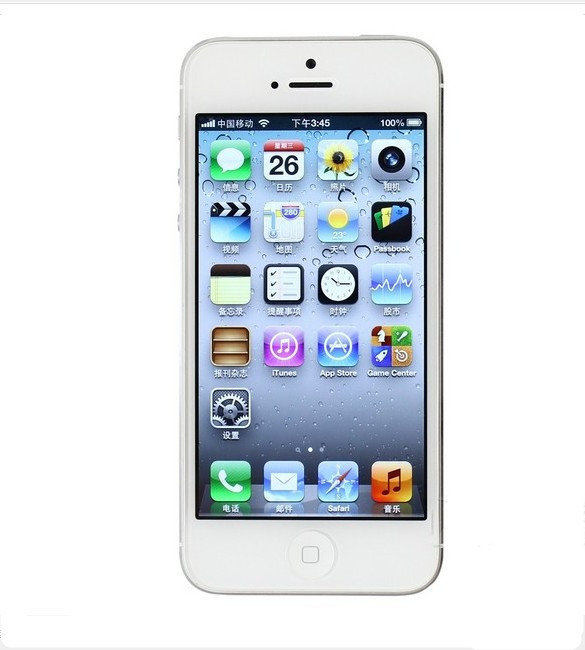 中国移动 下午3:45 100%
星期三
26
280
信息 日历 照片 相机
23°
视频 地图 天气 Passbook
备忘录 提醒事项 时钟 股市
报刊杂志 iTunes App Store Game Center
设置
电话 邮件 Safari 音乐